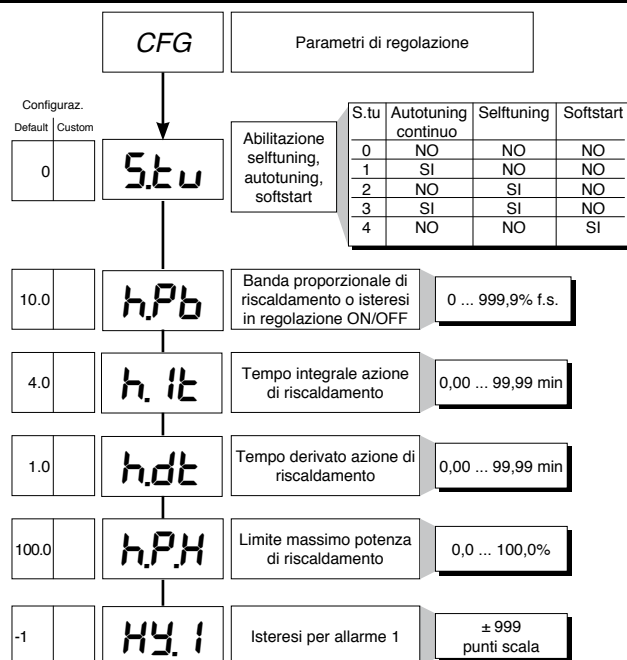 CFG
Parametri di regolazione
Configuraz.
Default Custom
0
S.tu
Abilitazione
selftuning,
autotuning,
softstart
S.tu Autotuning continuo Selftuning Softstart
0 NO NO NO
1 SI NO NO
2 NO SI NO
3 SI SI NO
4 NO NO SI
10.0
h.Pb
Banda proporzionale di
riscaldamento o isteresi
in regolazione ON/OFF
0 ... 999,9% f.s.
4.0
h. It
Tempo integrale azione
di riscaldamento
0,00 ... 99,99 min
1.0
h.dt
Tempo derivato azione di
riscaldamento
0,00 ... 99,99 min
100.0
h.P.H
Limite massimo potenza
di riscaldamento
0,0 ... 100,0%
-1
HY. 1
Isteresi per allarme 1
± 999
punti scala